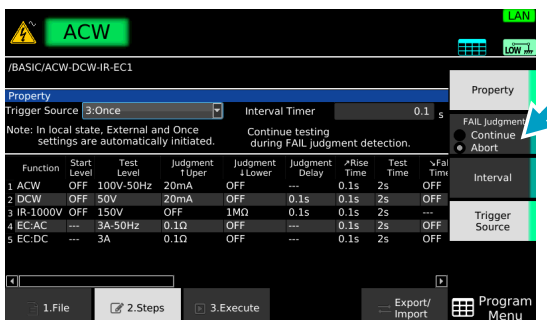 LAN
ACW
LOW
/BASIC/ACW-DCW-IR-EC1
Property
Trigger Source 3:Once Interval Timer 0.1 s
Note: In local state, External and Once
settings are automatically initiated.
Continue testing
during FAIL judgment detection.
Function Start Level Test Level Judgment ↑Uper Judgment ↓Lower Judgment Delay ↗Rise Time Test Time ↘Fal Time
1 ACW OFF 100V-50Hz 20mA OFF --- 0.1s 2s OFF
2 DCW OFF 50V 20mA OFF 0.1s 0.1s 2s OFF
3 IR-1000V OFF 150V OFF 1MΩ 0.1s 0.1s 2s ---
4 EC:AC --- 3A-50Hz 0.1Ω OFF --- 0.1s 2s OFF
5 EC:DC --- 3A 0.1Ω OFF --- 0.1s 2s OFF
Property
FAIL Judgment
Continue
Abort
Interval
Trigger
Source
1.File 2.Steps 3.Execute Export/
Import
Program
Menu